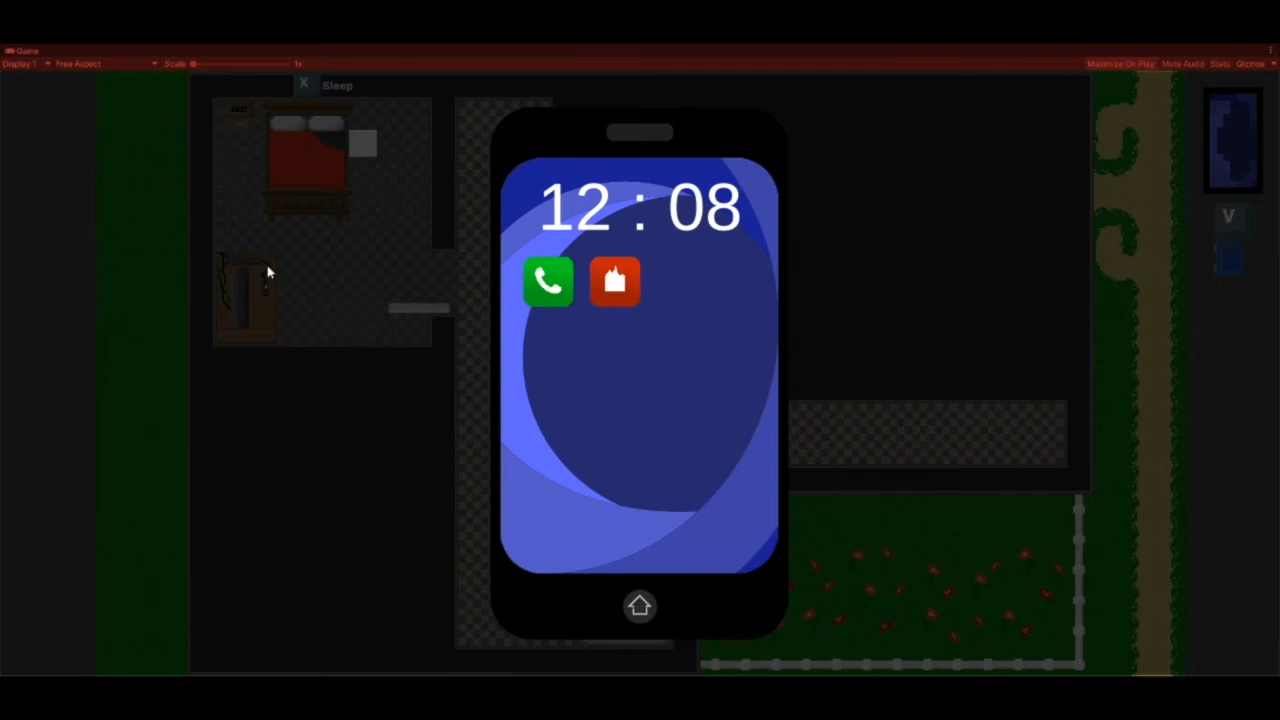 Game
Display 1 Free Aspect Scale 1x Maximize On Play Mute Audio Stats Gizmos
X Sleep
12 : 08
V